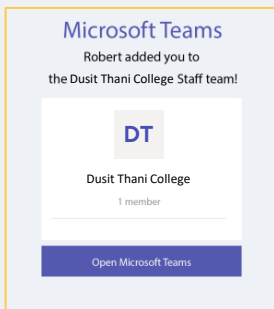 Microsoft Teams
Robert added you to
the Dusit Thani College Staff team!
DT
Dusit Thani College
1 member
Open Microsoft Teams